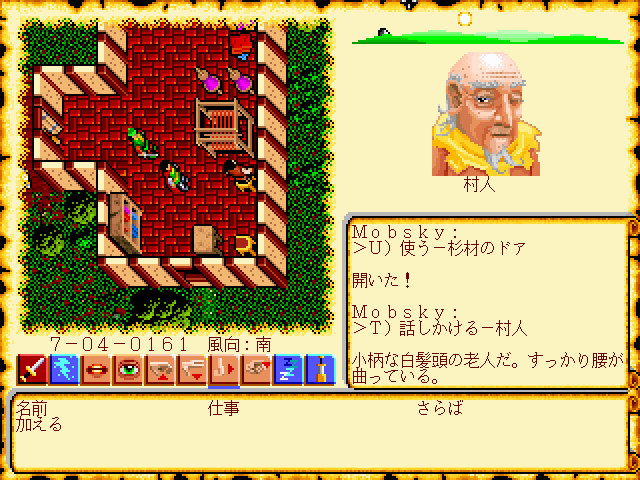 村人
Mobsky:
>U) 使う－杉材のドア
開いた!
Mobsky:
>T) 話しかける－村人
小柄な白髪頭の老人だ。すっかり腰が
曲っている。
7-04-0161 風向:南
名前 仕事 さらば
加える